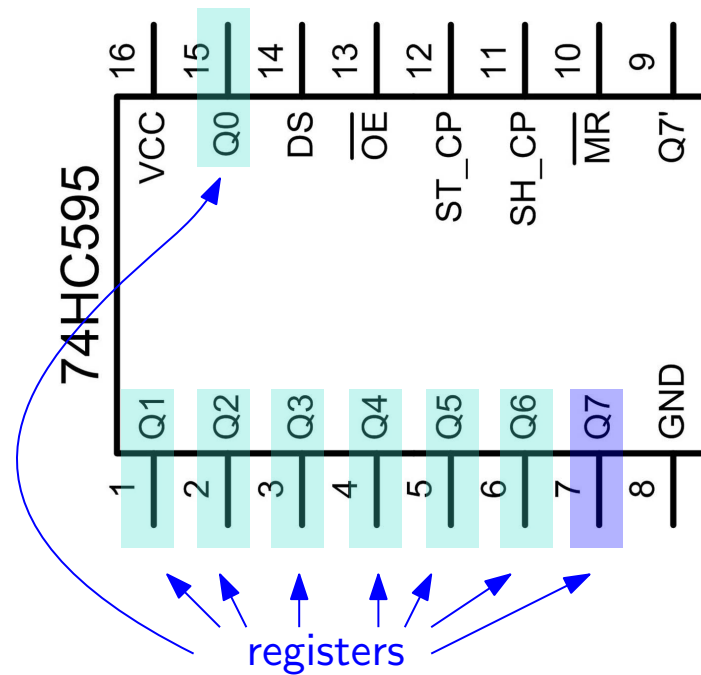 16 15 14 13 12 11 10 9
VCC Q0 DS OE ST_CP SH_CP MR Q7'
74HC595
Q1 Q2 Q3 Q4 Q5 Q6 Q7 GND
1 2 3 4 5 6 7 8
registers